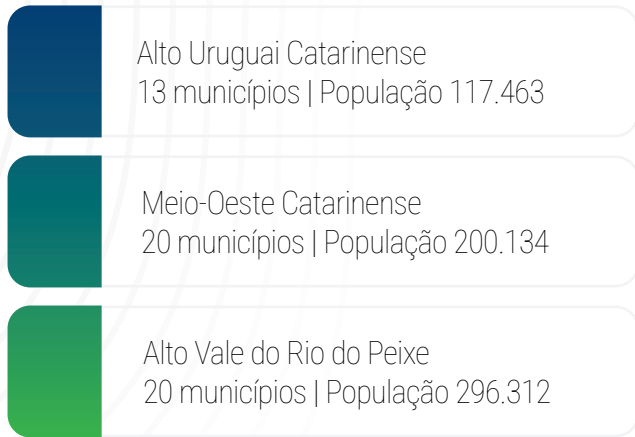 Alto Uruguai Catarinense
13 municípios | População 117.463
Meio-Oeste Catarinense
20 municípios | População 200.134
Alto Vale do Rio do Peixe
20 municípios | População 296.312